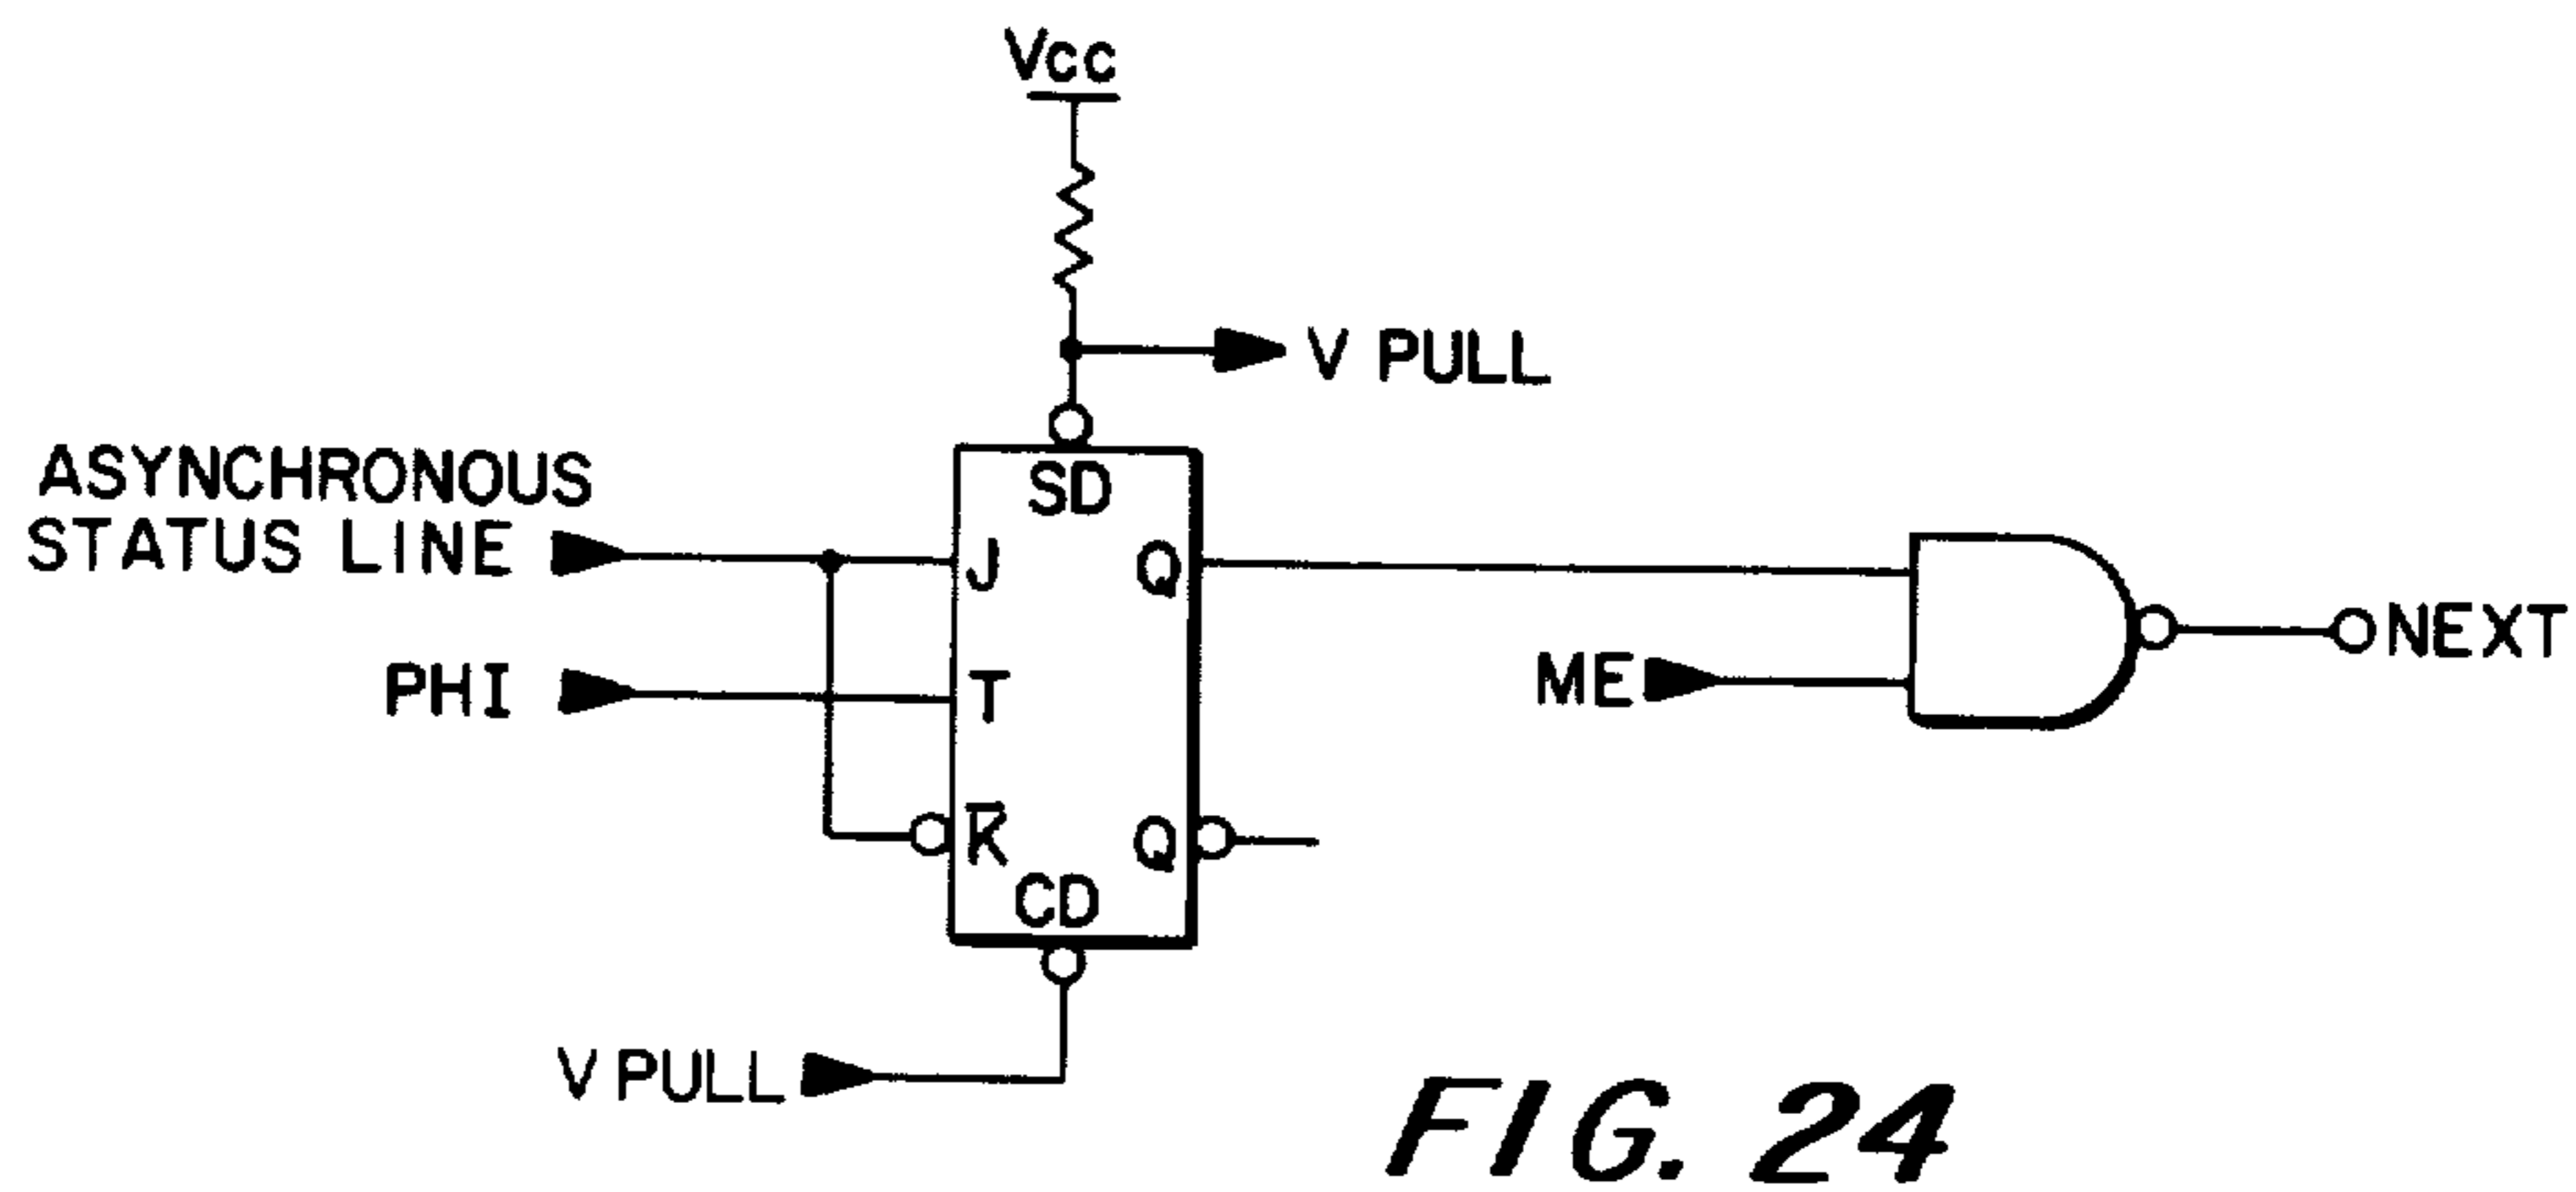 Vcc
V PULL
ASYNCHRONOUS
STATUS LINE
SD
J
Q
PHI
T
ME
NEXT
K̅
Q
CD
V PULL
FIG. 24